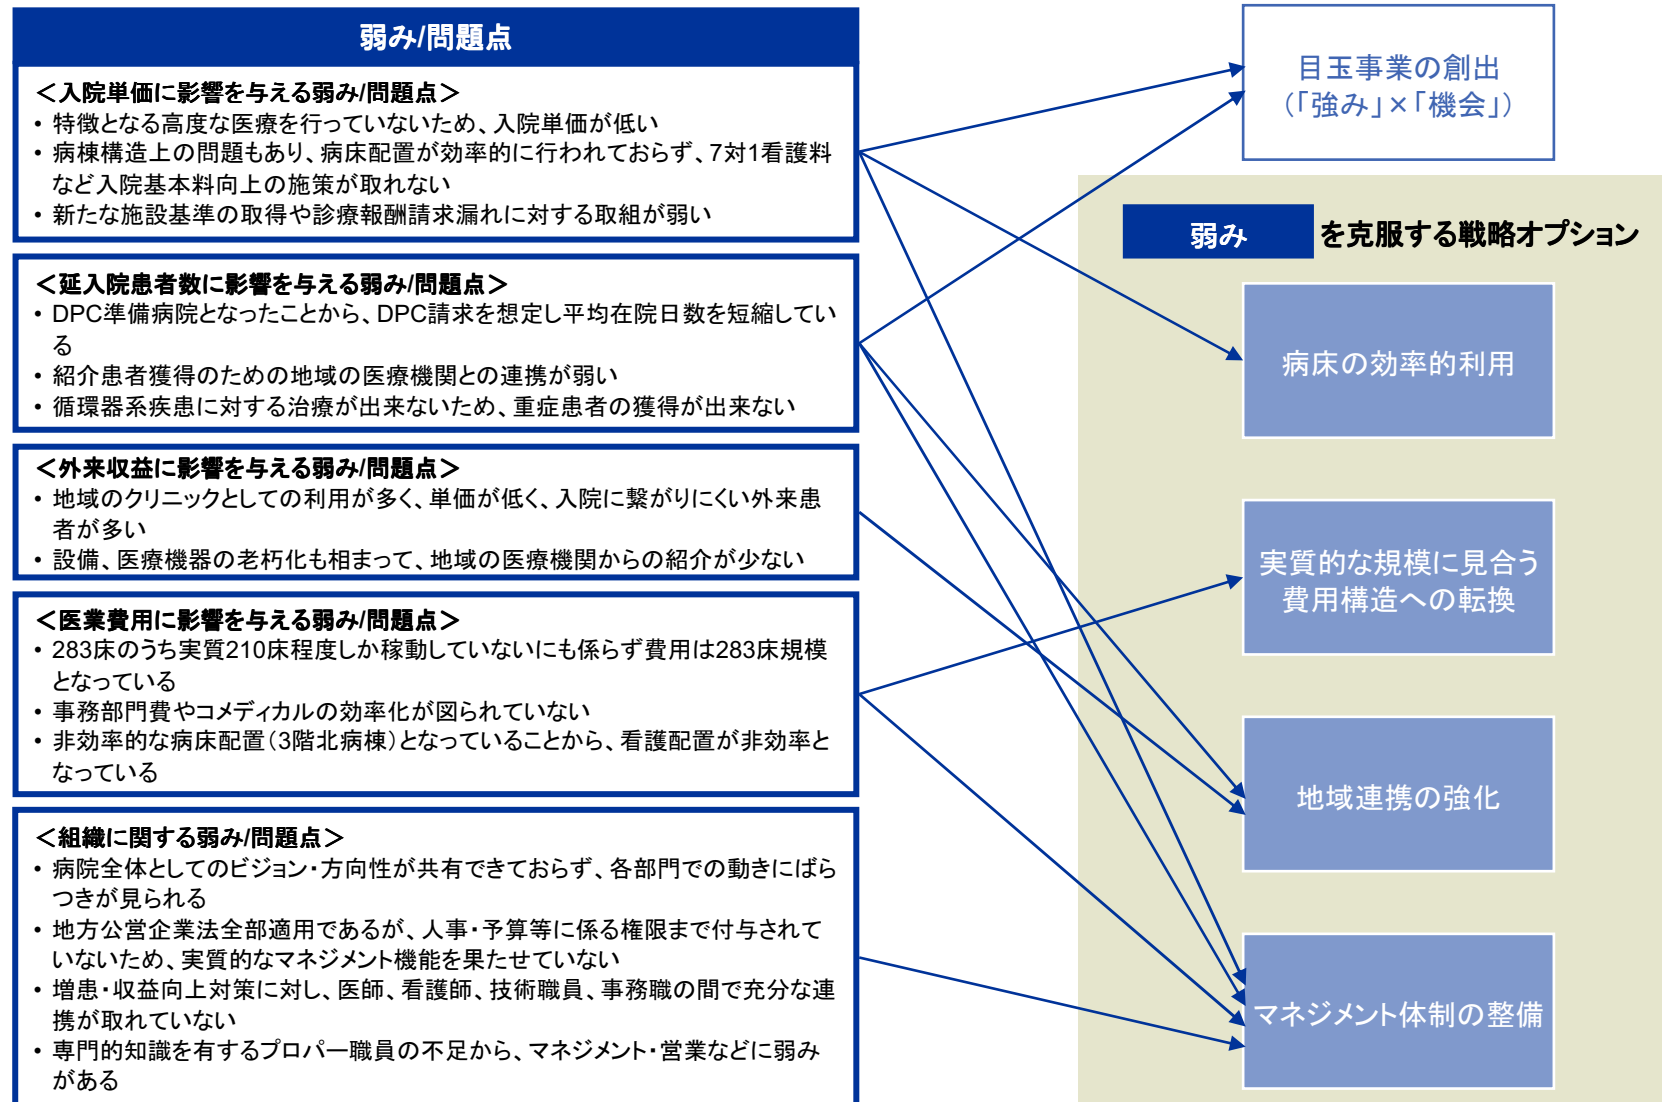 弱み/問題点
＜入院単価に影響を与える弱み/問題点＞
• 特徴となる高度な医療を行っていないため、入院単価が低い
• 病棟構造上の問題もあり、病床配置が効率的に行われておらず、7対1看護料
など入院基本料向上の施策が取れない
• 新たな施設基準の取得や診療報酬請求漏れに対する取組が弱い
＜延入院患者数に影響を与える弱み/問題点＞
• DPC準備病院となったことから、DPC請求を想定し平均在院日数を短縮してい
る
• 紹介患者獲得のための地域の医療機関との連携が弱い
• 循環器系疾患に対する治療が出来ないため、重症患者の獲得が出来ない
＜外来収益に影響を与える弱み/問題点＞
• 地域のクリニックとしての利用が多く、単価が低く、入院に繋がりにくい外来患
者が多い
• 設備、医療機器の老朽化も相まって、地域の医療機関からの紹介が少ない
＜医業費用に影響を与える弱み/問題点＞
• 283床のうち実質210床程度しか稼動していないにも係らず費用は283床規模
となっている
• 事務部門費やコメディカルの効率化が図られていない
• 非効率的な病床配置（3階北病棟）となっていることから、看護配置が非効率と
なっている
＜組織に関する弱み/問題点＞
• 病院全体としてのビジョン・方向性が共有できておらず、各部門での動きにばら
つきが見られる
• 地方公営企業法全部適用であるが、人事・予算等に係る権限まで付与されて
いないため、実質的なマネジメント機能を果たせていない
• 増患・収益向上対策に対し、医師、看護師、技術職員、事務職の間で充分な連
携が取れていない
• 専門的知識を有するプロパー職員の不足から、マネジメント・営業などに弱み
がある
目玉事業の創出
（「強み」×「機会」）
弱み を克服する戦略オプション
病床の効率的利用
実質的な規模に見合う
費用構造への転換
地域連携の強化
マネジメント体制の整備